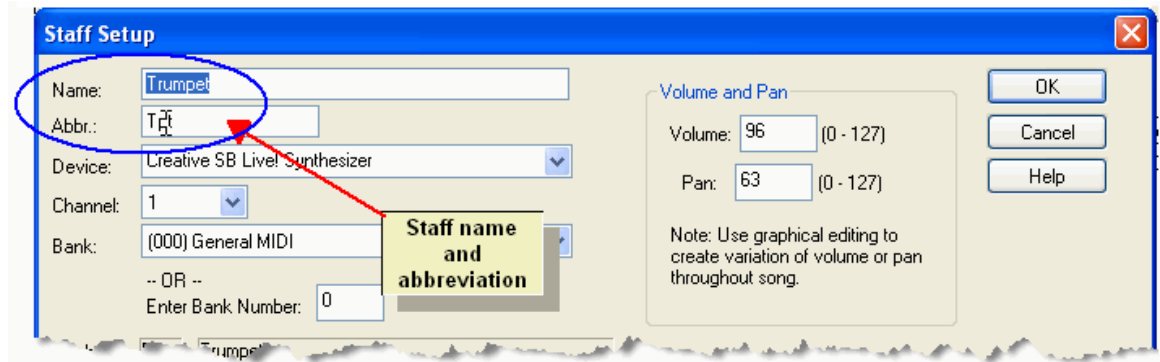 Staff Setup
Name: Trumpet
Abbr.:
Device: Creative SB Live! Synthesizer
Channel: 1
Bank: (000) General MIDI
-- OR --
Enter Bank Number: 0
Trumpet
Staff name
and
abbreviation
Volume and Pan
Volume: 96 (0 - 127)
Pan: 63 (0 - 127)
Note: Use graphical editing to
create variation of volume or pan
throughout song.
OK
Cancel
Help